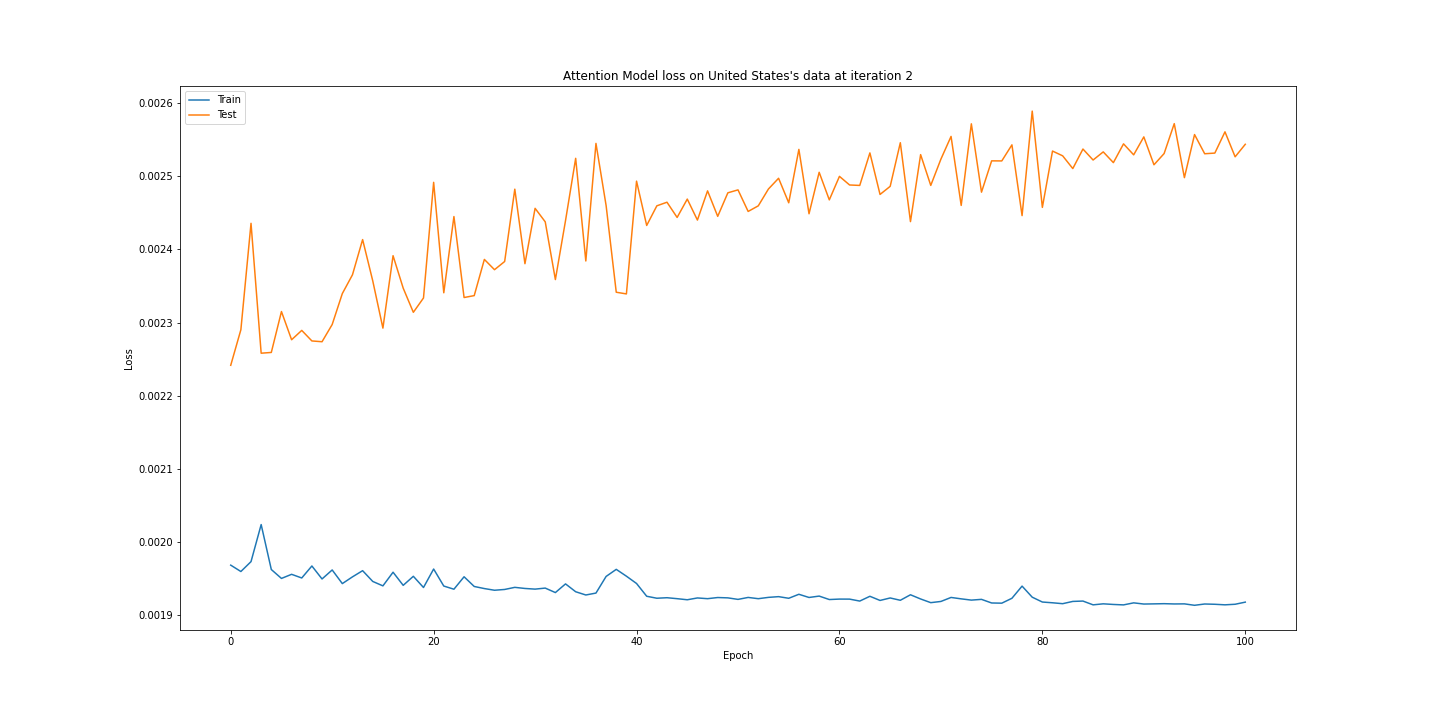 Attention Model loss on United States's data at iteration 2
Train
Test
0.0026
0.0025
0.0024
0.0023
0.0022
0.0021
0.0020
0.0019
Loss
0 20 40 60 80 100
Epoch